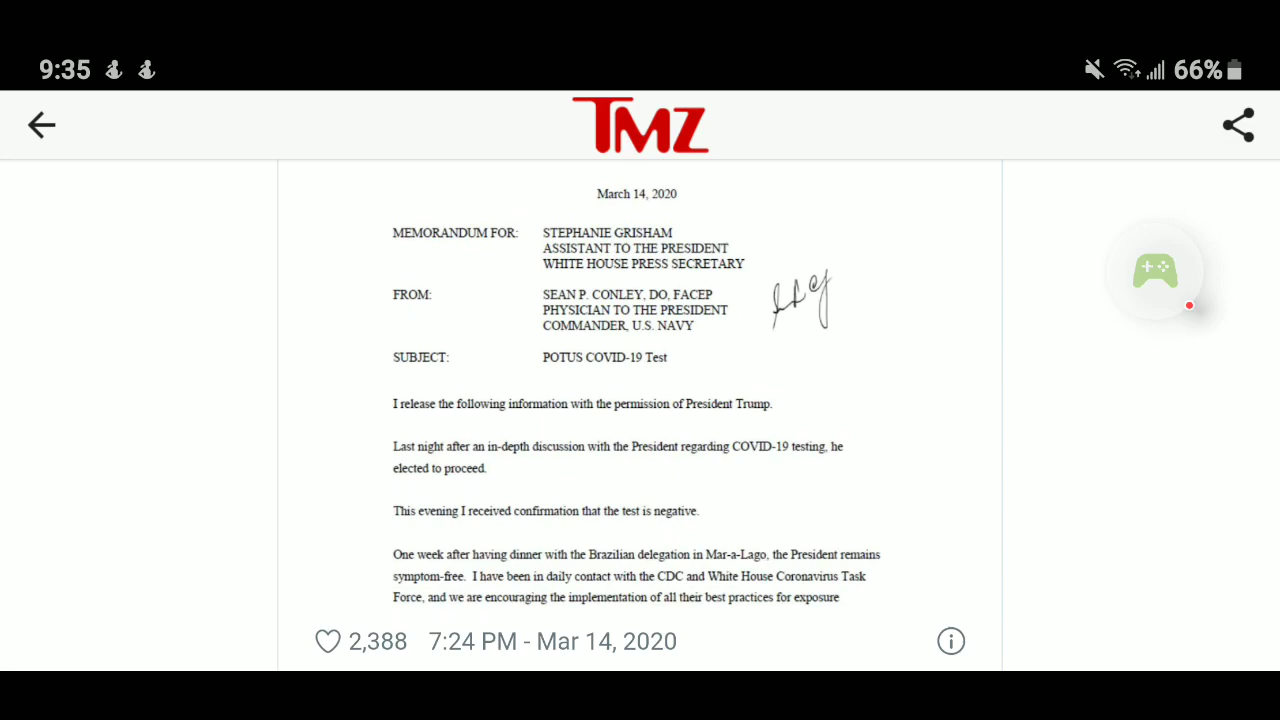 9:35
66%
TMZ
March 14, 2020
MEMORANDUM FOR: STEPHANIE GRISHAM
ASSISTANT TO THE PRESIDENT
WHITE HOUSE PRESS SECRETARY
FROM: SEAN P. CONLEY, DO, FACEP
PHYSICIAN TO THE PRESIDENT
COMMANDER, U.S. NAVY
SUBJECT: POTUS COVID-19 Test
I release the following information with the permission of President Trump.
Last night after an in-depth discussion with the President regarding COVID-19 testing, he
elected to proceed.
This evening I received confirmation that the test is negative.
One week after having dinner with the Brazilian delegation in Mar-a-Lago, the President remains
symptom-free. I have been in daily contact with the CDC and White House Coronavirus Task
Force, and we are encouraging the implementation of all their best practices for exposure
2,388 7:24 PM - Mar 14, 2020